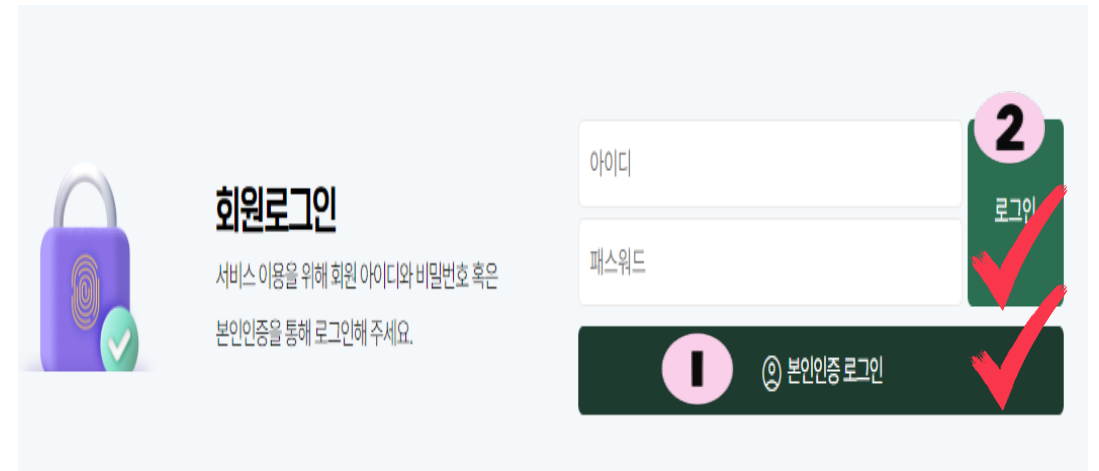 회원로그인
서비스 이용을 위해 회원 아이디와 비밀번호 혹은
본인인증을 통해 로그인해 주세요.
아이디
패스워드
2
로그인
1
본인인증 로그인